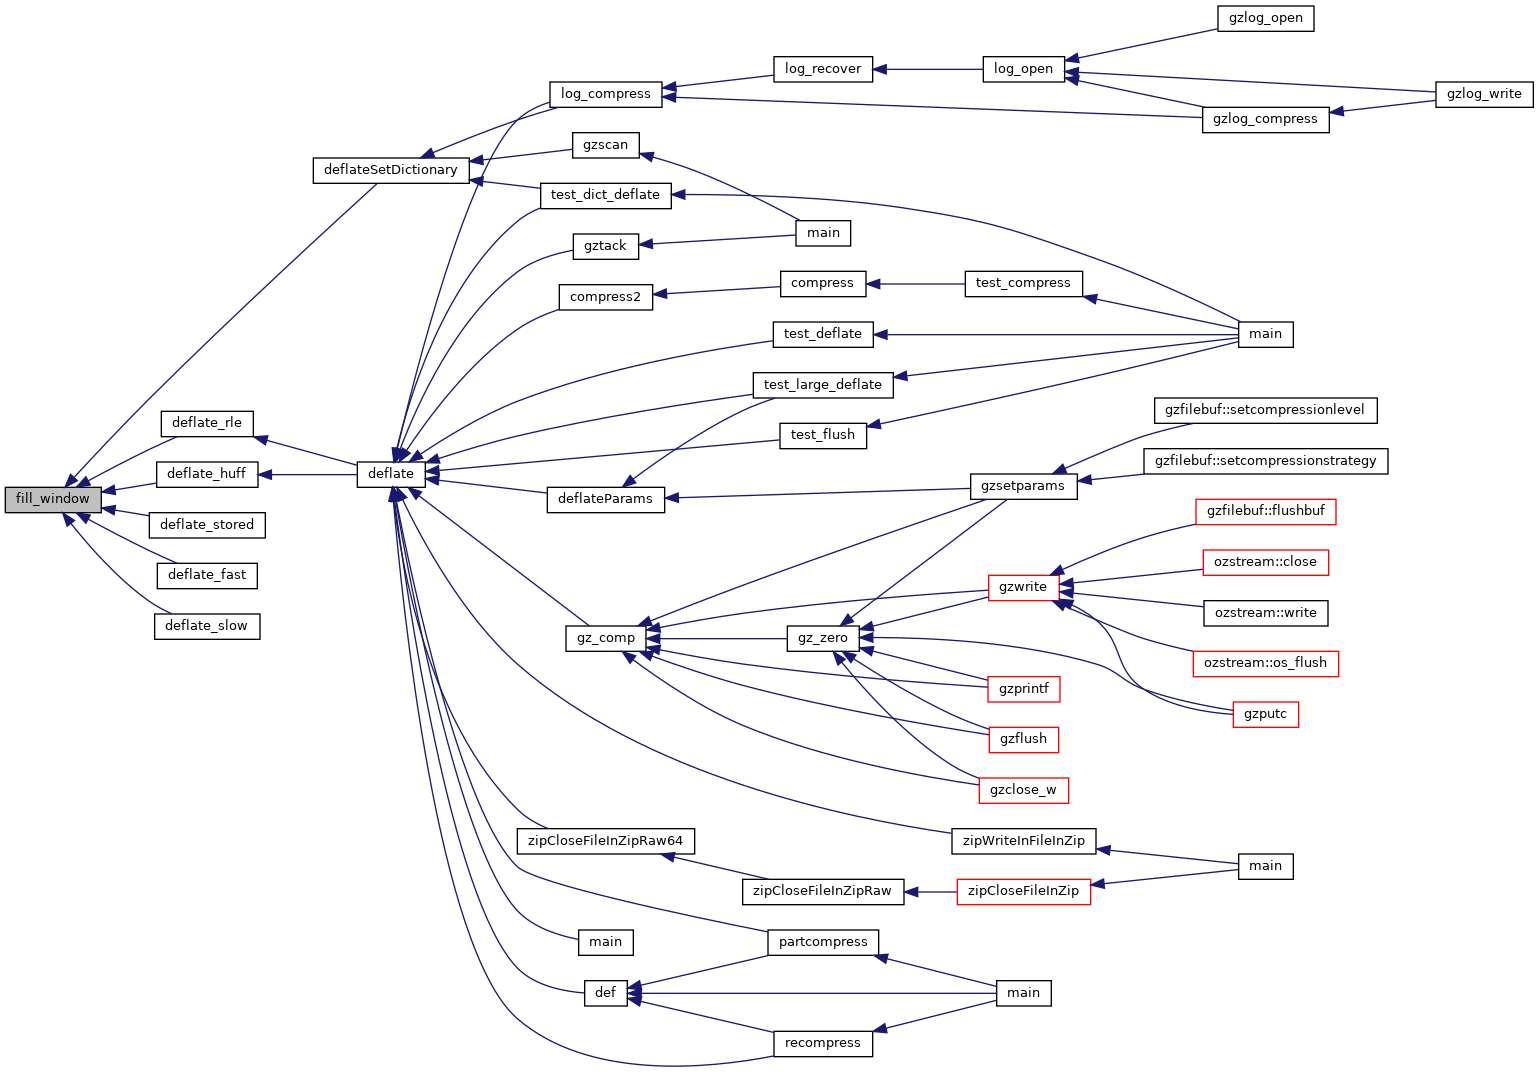 gzlog_open
log_recover
log_open
log_compress
gzlog_write
gzlog_compress
gzscan
deflateSetDictionary
test_dict_deflate
main
gztack
compress
test_compress
compress2
test_deflate
main
test_large_deflate
gzfilebuf::setcompressionlevel
deflate_rle
test_flush
gzfilebuf::setcompressionstrategy
deflate_huff
deflate
gzsetparams
fill_window
deflateParams
gzfilebuf::flushbuf
deflate_stored
ozstream::close
deflate_fast
gzwrite
ozstream::write
deflate_slow
gz_comp
gz_zero
ozstream::os_flush
gzprintf
gzputc
gzflush
gzclose_w
zipCloseFileInZipRaw64
zipWriteInFileInZip
main
zipCloseFileInZipRaw
zipCloseFileInZip
main
partcompress
def
main
recompress